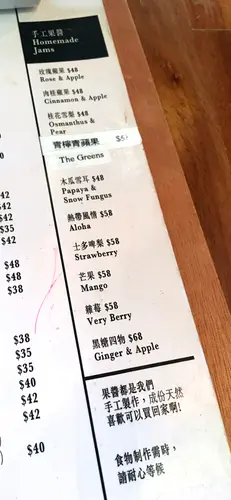 手工果醬
Homemade
Jams
玫瑰蘋果 $48
Rose & Apple
肉桂蘋果 $48
Cinnamon & Apple
桂花雪梨 $48
Osmanthus &
Pear
青檸青蘋果
The Greens
木瓜雪耳 $48
Papaya &
Snow Fungus
熱帶風情 $58
Aloha
士多啤梨 $58
Strawberry
芒果 $58
Mango
雜莓 $58
Very Berry
黑糖四物 $68
Ginger & Apple
果醬都是我們
手工製作，成份天然
喜歡可以買回家啊!
食物制作需時，
請耐心等候
$42
$42
$35
$42
$48
$48
$38
$38
$35
$35
$40
$42
$42
$40